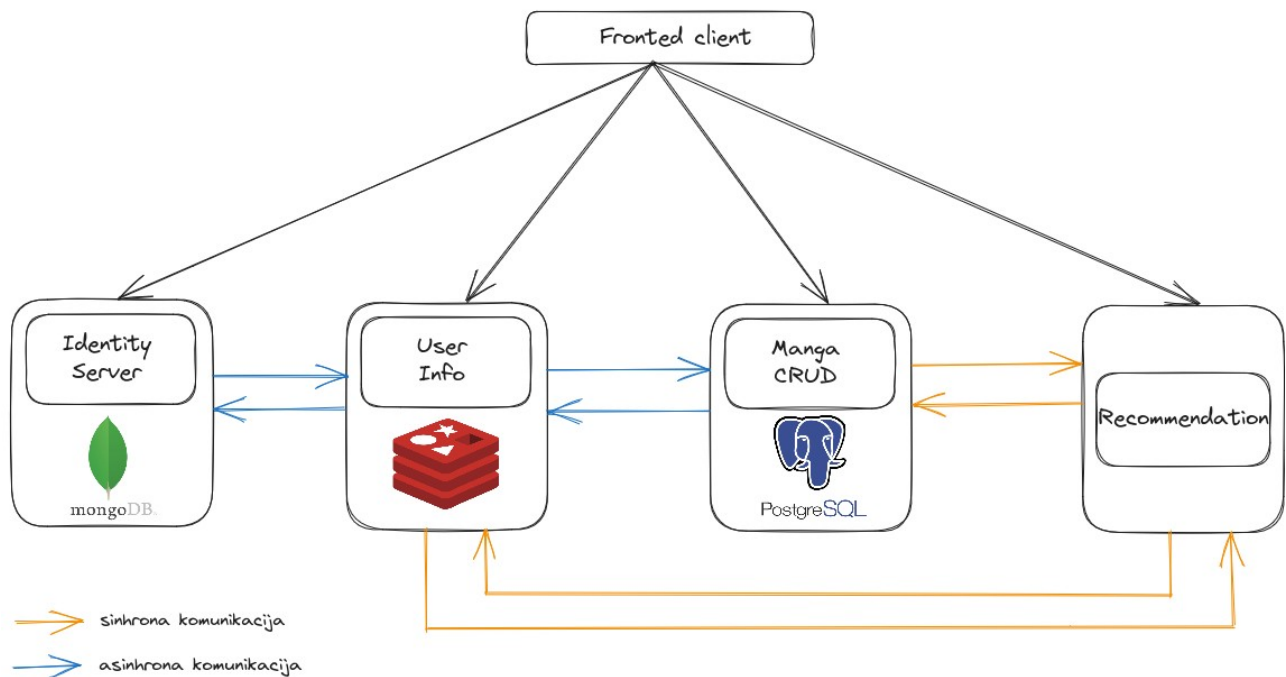 Fronted client
Identity
Server
User
Info
Manga
CRUD
Recommendation
mongoDB.
PostgreSQL
sinhrona komunikacija
asinhrona komunikacija